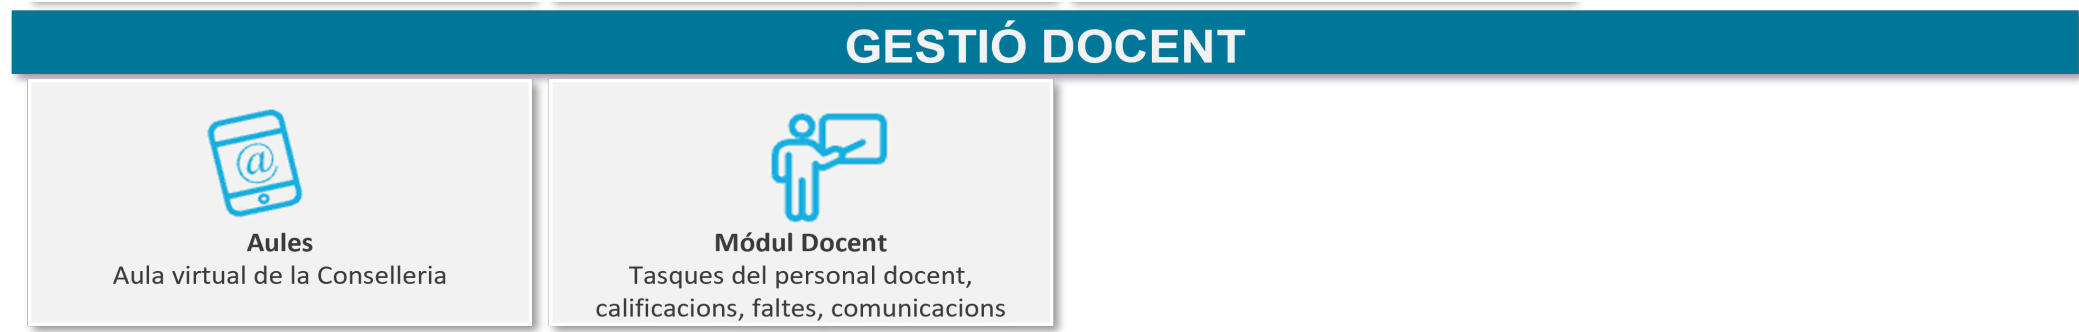 GESTIÓ DOCENT
Aules
Aula virtual de la Conselleria
Módul Docent
Tasques del personal docent,
calificacions, faltes, comunicacions